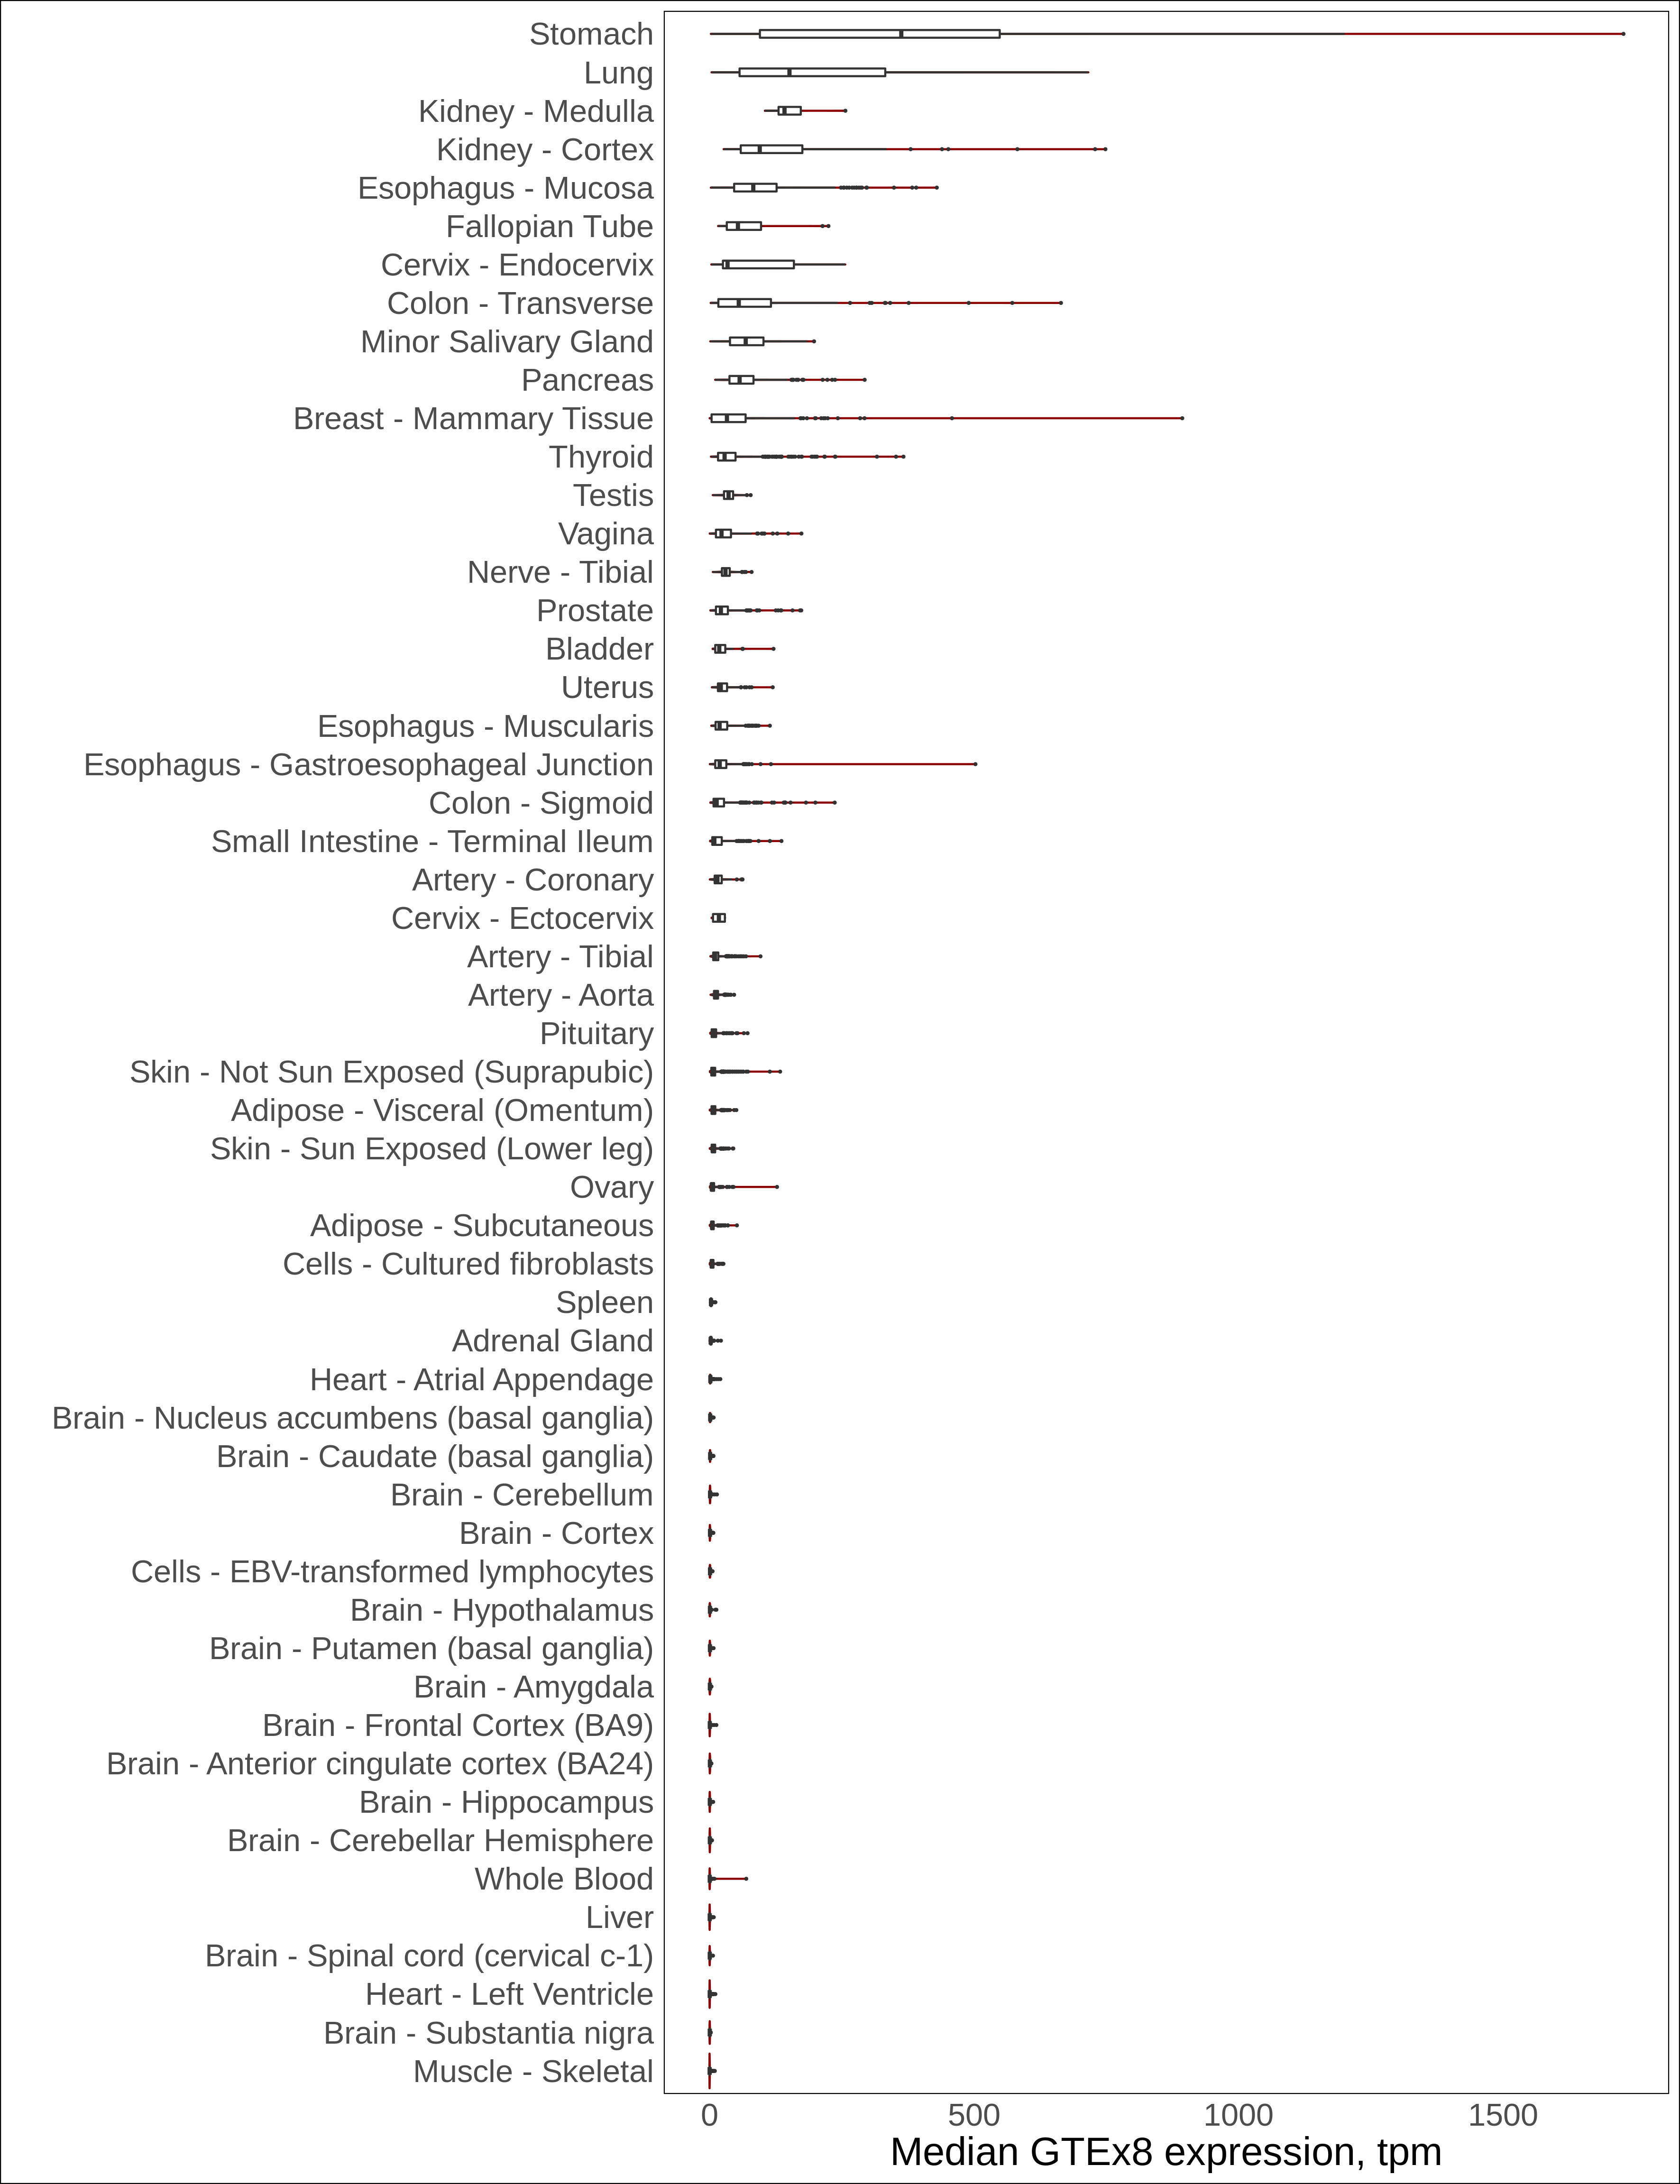 Stomach
Lung
Kidney - Medulla
Kidney - Cortex
Esophagus - Mucosa
Fallopian Tube
Cervix - Endocervix
Colon - Transverse
Minor Salivary Gland
Pancreas
Breast - Mammary Tissue
Thyroid
Testis
Vagina
Nerve - Tibial
Prostate
Bladder
Uterus
Esophagus - Muscularis
Esophagus - Gastroesophageal Junction
Colon - Sigmoid
Small Intestine - Terminal Ileum
Artery - Coronary
Cervix - Ectocervix
Artery - Tibial
Artery - Aorta
Pituitary
Skin - Not Sun Exposed (Suprapubic)
Adipose - Visceral (Omentum)
Skin - Sun Exposed (Lower leg)
Ovary
Adipose - Subcutaneous
Cells - Cultured fibroblasts
Spleen
Adrenal Gland
Heart - Atrial Appendage
Brain - Nucleus accumbens (basal ganglia)
Brain - Caudate (basal ganglia)
Brain - Cerebellum
Brain - Cortex
Cells - EBV-transformed lymphocytes
Brain - Hypothalamus
Brain - Putamen (basal ganglia)
Brain - Amygdala
Brain - Frontal Cortex (BA9)
Brain - Anterior cingulate cortex (BA24)
Brain - Hippocampus
Brain - Cerebellar Hemisphere
Whole Blood
Liver
Brain - Spinal cord (cervical c-1)
Heart - Left Ventricle
Brain - Substantia nigra
Muscle - Skeletal
0 500 1000 1500
Median GTEx8 expression, tpm